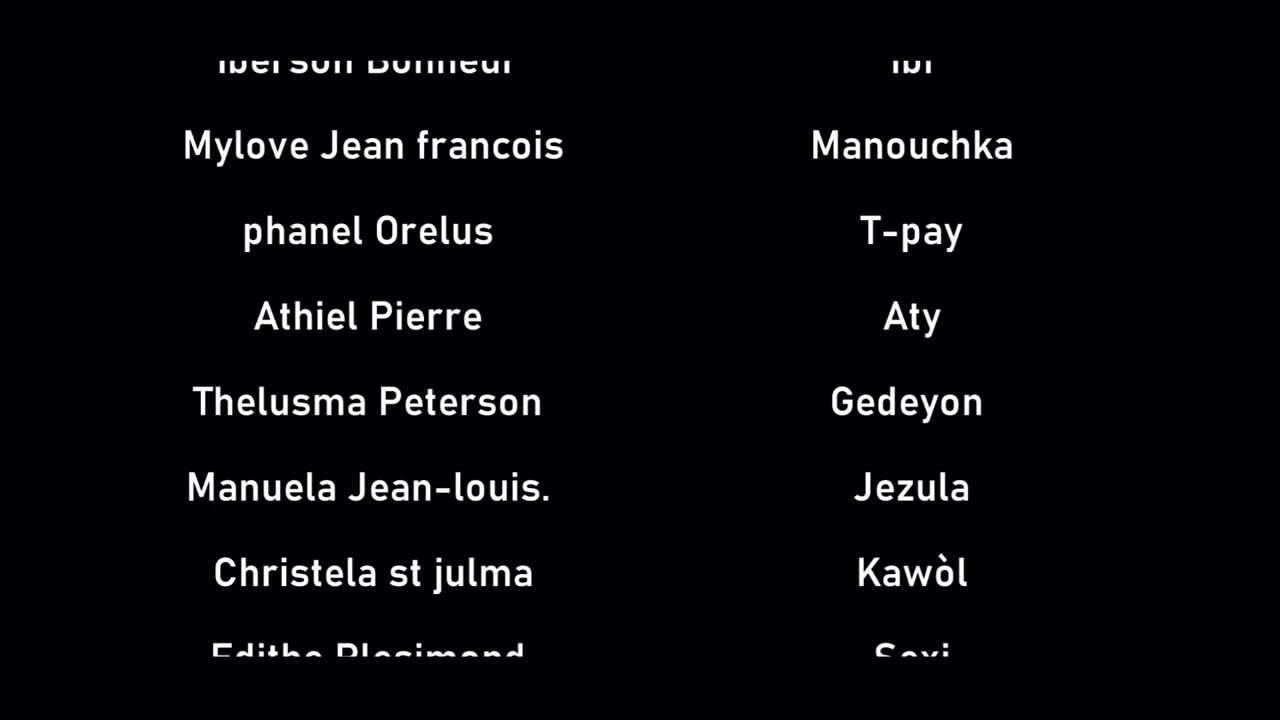 Mylove Jean francois Manouchka
phanel Orelus T-pay
Athiel Pierre Aty
Thelusma Peterson Gedeyon
Manuela Jean-louis. Jezula
Christela st julma Kawòl